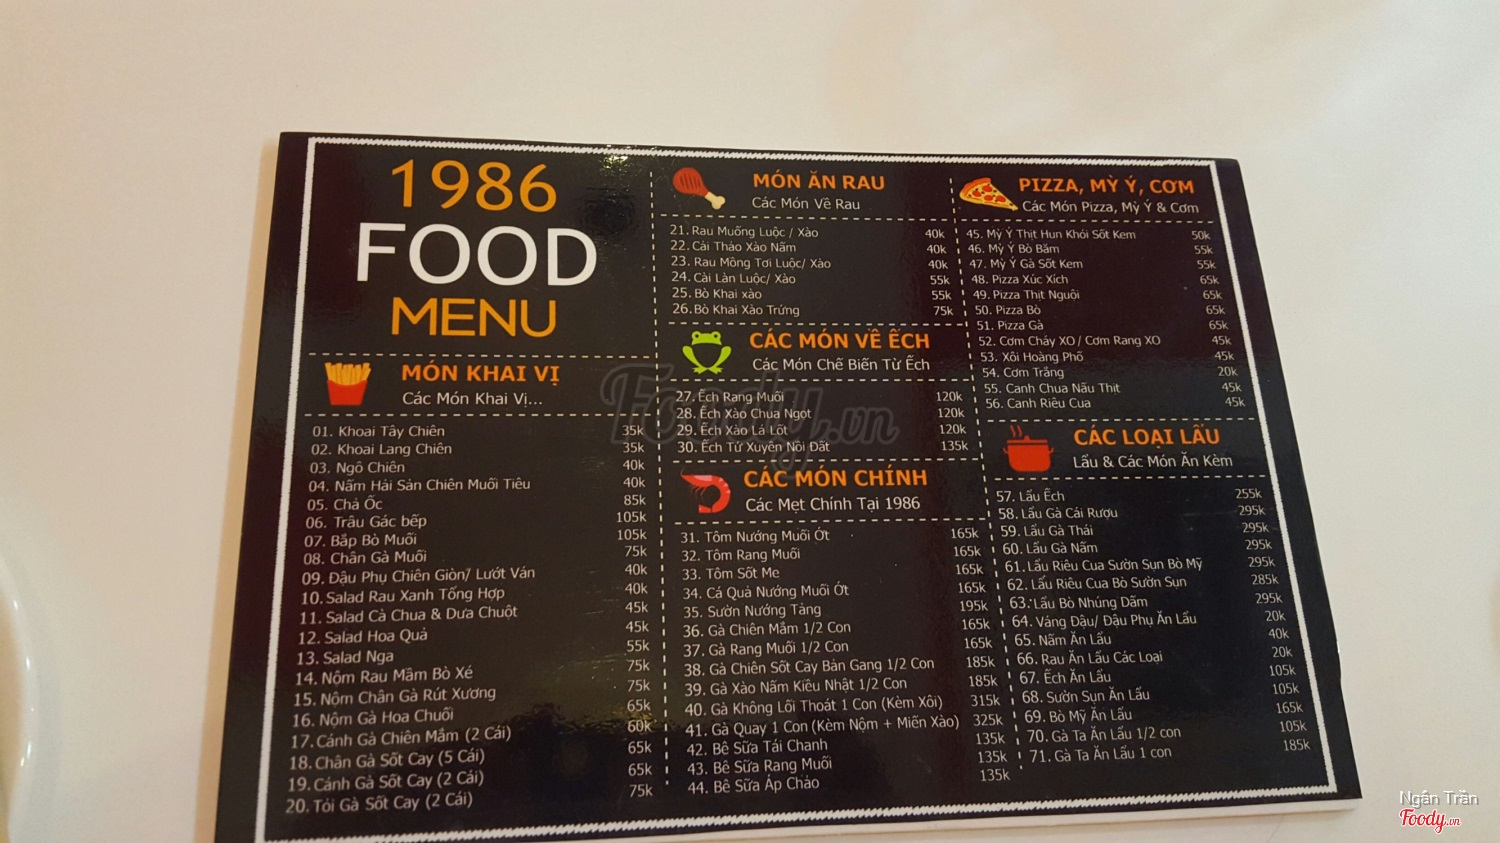 1986
FOOD
MENU
MÓN KHAI VỊ
Các Món Khai Vị...
01. Khoai Tây Chiên 35k
02. Khoai Lang Chiên 35k
03. Ngô Chiên 40k
04. Nấm Hải Sản Chiên Muối Tiêu 40k
05. Chả Ốc 85k
06. Trâu Gác bếp 105k
07. Bắp Bò Muối 105k
08. Chân Gà Muối 75k
09. Đậu Phụ Chiên Giòn/ Lướt Ván 40k
10. Salad Rau Xanh Tổng Hợp 40k
11. Salad Cà Chua & Dưa Chuột 45k
12. Salad Hoa Quả 45k
13. Salad Nga 55k
14. Nộm Rau Mầm Bò Xé 75k
15. Nộm Chân Gà Rút Xương 75k
16. Nộm Gà Hoa Chuối 65k
17. Cánh Gà Chiên Mắm (2 Cái) 60k
18. Chân Gà Sốt Cay (5 Cái) 65k
19. Cánh Gà Sốt Cay (2 Cái) 65k
20. Tỏi Gà Sốt Cay (2 Cái) 75k
MÓN ĂN RAU
Các Món Về Rau
21. Rau Muống Luộc / Xào 40k
22. Cải Thảo Xào Nấm 40k
23. Rau Mồng Tơi Luộc/ Xào 40k
24. Cải Làn Luộc/ Xào 55k
25. Bò Khai xào 55k
26. Bò Khai Xào Trứng 75k
CÁC MÓN VỀ ẾCH
Các Món Chế Biến Từ Ếch
27. Ếch Rang Muối 120k
28. Ếch Xào Chua Ngọt 120k
29. Ếch Xào Lá Lốt 120k
30. Ếch Tứ Xuyên Nồi Đất 135k
CÁC MÓN CHÍNH
Các Mẹt Chính Tại 1986
31. Tôm Nướng Muối Ớt 165k
32. Tôm Rang Muối 165k
33. Tôm Sốt Me 165k
34. Cá Quả Nướng Muối Ớt 165k
35. Sườn Nướng Tảng 195k
36. Gà Chiên Mắm 1/2 Con 165k
37. Gà Rang Muối 1/2 Con 165k
38. Gà Chiên Sốt Cay Bản Gang 1/2 Con 185k
39. Gà Xào Nấm Kiểu Nhật 1/2 Con 185k
40. Gà Không Lối Thoát 1 Con (Kèm Xôi) 315k
41. Gà Quay 1 Con (Kèm Nộm + Miến Xào) 325k
42. Bê Sữa Tái Chanh 135k
43. Bê Sữa Rang Muối 135k
44. Bê Sữa Áp Chảo 135k
PIZZA, MỲ Ý, CƠM
Các Món Pizza, Mỳ Ý & Cơm
45. Mỳ Ý Thịt Hun Khói Sốt Kem 50k
46. Mỳ Ý Bò Băm 55k
47. Mỳ Ý Gà Sốt Kem 55k
48. Pizza Xúc Xích 65k
49. Pizza Thịt Nguội 65k
50. Pizza Bò 65k
51. Pizza Gà 65k
52. Cơm Cháy XO / Cơm Rang XO 45k
53. Xôi Hoàng Phố 45k
54. Cơm Trắng 20k
55. Canh Chua Nấu Thịt 45k
56. Canh Riêu Cua 45k
CÁC LOẠI LẨU
Lẩu & Các Món Ăn Kèm
57. Lẩu Ếch 255k
58. Lẩu Gà Cái Rượu 295k
59. Lẩu Gà Thái 295k
60. Lẩu Gà Nấm 295k
61. Lẩu Riêu Cua Sườn Sụn Bò Mỹ 295k
62. Lẩu Riêu Cua Bò Sườn Sụn 285k
63. Lẩu Bò Nhúng Dấm 295k
64. Váng Đậu/ Đậu Phụ Ăn Lẩu 20k
65. Nấm Ăn Lẩu 40k
66. Rau Ăn Lẩu Các Loại 20k
67. Ếch Ăn Lẩu 105k
68. Sườn Sụn Ăn Lẩu 105k
69. Bò Mỹ Ăn Lẩu 165k
70. Gà Ta Ăn Lẩu 1/2 con 105k
71. Gà Ta Ăn Lẩu 1 con 185k
Foody.vn
Ngân Trần
Foody.vn